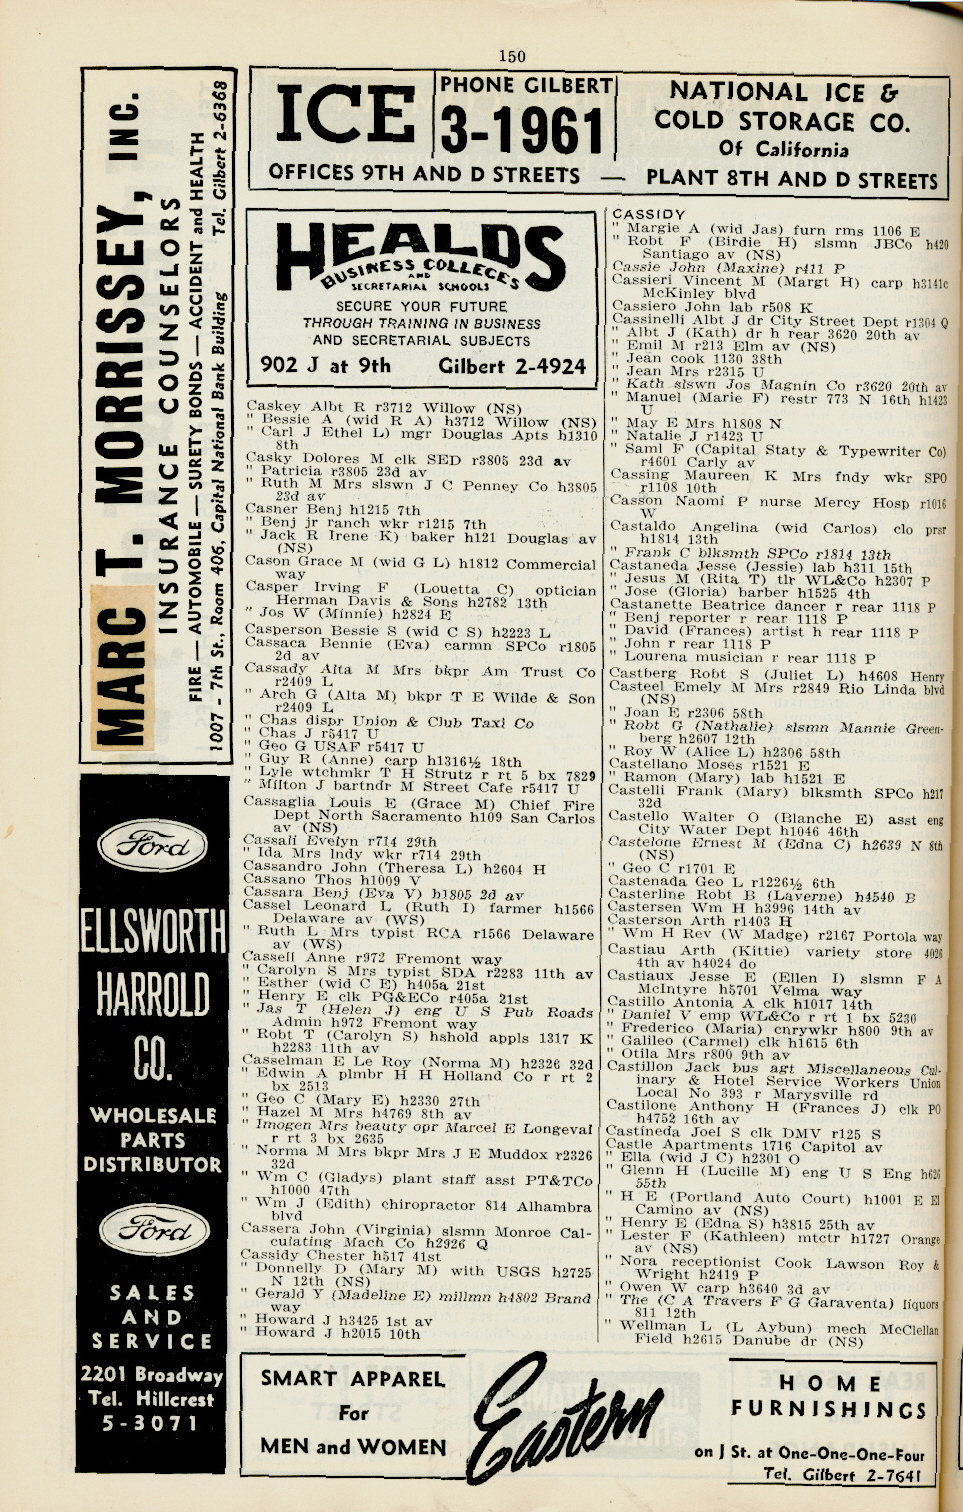 150
MARC T. MORRISSEY, INC.
INSURANCE COUNSELORS
FIRE — AUTOMOBILE — SURETY BONDS — ACCIDENT and HEALTH
1007 - 7th St., Room 406, Capital National Bank Building Tel. Gilbert 2-6368
Ford
ELLSWORTH
HARROLD
CO.
WHOLESALE
PARTS
DISTRIBUTOR
Ford
SALES
AND
SERVICE
2201 Broadway
Tel. Hillcrest
5-3071
ICE
PHONE GILBERT
3-1961
OFFICES 9TH AND D STREETS —
NATIONAL ICE &
COLD STORAGE CO.
Of California
PLANT 8TH AND D STREETS
HEALDS
BUSINESS COLLEGES
AND
SECRETARIAL SCHOOLS
SECURE YOUR FUTURE
THROUGH TRAINING IN BUSINESS
AND SECRETARIAL SUBJECTS
902 J at 9th Gilbert 2-4924
Caskey Albt R r3712 Willow (NS)
" Bessie A (wid R A) h3712 Willow (NS)
" Carl J Ethel L) mgr Douglas Apts h1310
8th
Casky Dolores M clk SED r3805 23d av
" Patricia r3805 23d av
" Ruth M Mrs slswn J C Penney Co h3805
23d av
Casner Benj h1215 7th
" Benj jr ranch wkr r1215 7th
" Jack R Irene K) baker h121 Douglas av
(NS)
Cason Grace M (wid G L) h1812 Commercial
way
Casper Irving F (Louetta C) optician
Herman Davis & Sons h2782 13th
" Jos W (Minnie) h2824 E
Casperson Bessie S (wid C S) h2223 L
Cassaca Bennie (Eva) carmn SPCo r1805
2d av
Cassady Alta M Mrs bkpr Am Trust Co
r2409 L
" Arch G (Alta M) bkpr T E Wilde & Son
r2409 L
" Chas dispr Union & Club Taxi Co
" Chas J r5417 U
" Geo G USAF r5417 U
" Guy R (Anne) carp h1316½ 18th
" Lyle wtchmkr T H Strutz r rt 5 bx 7829
" Milton J bartndr M Street Cafe r5417 U
Cassaglia Louis E (Grace M) Chief Fire
Dept North Sacramento h109 San Carlos
av (NS)
Cassali Evelyn r714 29th
" Ida Mrs lndy wkr r714 29th
Cassandro John (Theresa L) h2604 H
Cassano Thos h1009 V
Cassara Benj (Eva V) h1805 2d av
Cassel Leonard L (Ruth I) farmer h1566
Delaware av (WS)
" Ruth L Mrs typist RCA r1566 Delaware
av (WS)
Cassell Anne r972 Fremont way
" Carolyn S Mrs typist SDA r2283 11th av
" Esther (wid C E) h405a 21st
" Henry E clk PG&ECo r405a 21st
" Jas T (Helen J) eng U S Pub Roads
Admin h972 Fremont way
" Robt T (Carolyn S) hshold appls 1317 K
h2283 11th av
Casselman E Le Roy (Norma M) h2326 32d
" Edwin A plmbr H H Holland Co r rt 2
bx 2513
" Geo C (Mary E) h2330 27th
" Hazel M Mrs h4769 8th av
" Imogen Mrs beauty opr Marcel E Longeval
r rt 3 bx 2635
" Norma M Mrs bkpr Mrs J E Muddox r2326
32d
" Wm C (Gladys) plant staff asst PT&TCo
h1000 47th
" Wm J (Edith) chiropractor 814 Alhambra
blvd
Cassera John (Virginia) slsmn Monroe Cal-
culating Mach Co h2926 Q
Cassidy Chester h517 41st
" Donnelly D (Mary M) with USGS h2725
N 12th (NS)
" Gerald Y (Madeline E) millmn h4802 Brand
way
" Howard J h3425 1st av
" Howard J h2015 10th
CASSIDY
" Margie A (wid Jas) furn rms 1106 E
" Robt F (Birdie H) slsmn JBCo h420
Santiago av (NS)
Cassie John (Maxine) r411 P
Cassieri Vincent M (Margt H) carp h3141c
McKinley blvd
Cassiero John lab r508 K
Cassinelli Albt J dr City Street Dept r1304 Q
" Albt J (Kath) dr h rear 3620 20th av
" Emil M r213 Elm av (NS)
" Jean cook 1130 38th
" Jean Mrs r2315 U
" Kath slswn Jos Magnin Co r3620 20th av
" Manuel (Marie F) restr 773 N 16th h1423
U
" May E Mrs h1808 N
" Natalie J r1423 U
" Saml F (Capital Staty & Typewriter Co)
r4601 Carly av
Cassing Maureen K Mrs fndy wkr SPO
r1108 10th
Casson Naomi P nurse Mercy Hosp r1016
W
Castaldo Angelina (wid Carlos) clo prsr
h1814 13th
" Frank C blksmth SPCo r1814 13th
Castaneda Jesse (Jessie) lab h311 15th
" Jesus M (Rita T) tlr WL&Co h2307 P
" Jose (Gloria) barber h1525 4th
Castanette Beatrice dancer r rear 1118 P
" Benj reporter r rear 1118 P
" David (Frances) artist h rear 1118 P
" John r rear 1118 P
" Lourena musician r rear 1118 P
Castberg Robt S (Juliet L) h4608 Henry
Casteel Emely M Mrs r2849 Rio Linda blvd
(NS)
" Joan E r2306 58th
" Robt G (Nathalie) slsmn Mannie Green-
berg h2607 12th
" Roy W (Alice L) h2306 58th
Castellano Moses r1521 E
" Ramon (Mary) lab h1521 E
Castelli Frank (Mary) blksmth SPCo h217
32d
Castello Walter O (Blanche E) asst eng
City Water Dept h1046 46th
Castelone Ernest M (Edna C) h2639 N 8th
(NS)
" Geo C r1701 E
Castenada Geo L r1226½ 6th
Casterline Robt B (Laverne) h4540 B
Castersen Wm H h3996 14th av
Casterson Arth r1403 H
" Wm H Rev (W Madge) r2167 Portola way
Castiau Arth (Kittie) variety store 4026
4th av h4024 do
Castiaux Jesse E (Ellen I) slsmn F A
McIntyre h5701 Velma way
Castillo Antonia A clk h1017 14th
" Daniel V emp WL&Co r rt 1 bx 5230
" Frederico (Maria) cnrywkr h800 9th av
" Galileo (Carmel) clk h1615 6th
" Otila Mrs r800 9th av
Castillon Jack bus agt Miscellaneous Cul-
inary & Hotel Service Workers Union
Local No 393 r Marysville rd
Castilone Anthony H (Frances J) clk PO
h4752 16th av
Castineda Joel S clk DMV r125 S
Castle Apartments 1716 Capitol av
" Ella (wid J C) h2301 O
" Glenn H (Lucille M) eng U S Eng h626
55th
" H E (Portland Auto Court) h1001 E El
Camino av (NS)
" Henry E (Edna S) h3815 25th av
" Lester F (Kathleen) mtctr h1727 Orange
av (NS)
" Nora receptionist Cook Lawson Roy &
Wright h2419 P
" Owen W carp h3640 3d av
" The (C A Travers F G Garaventa) liquors
811 12th
" Wellman L (L Aybun) mech McClellan
Field h2615 Danube dr (NS)
SMART APPAREL
For
MEN and WOMEN
Eastern
HOME
FURNISHINGS
on J St. at One-One-One-Four
Tel. Gilbert 2-7641